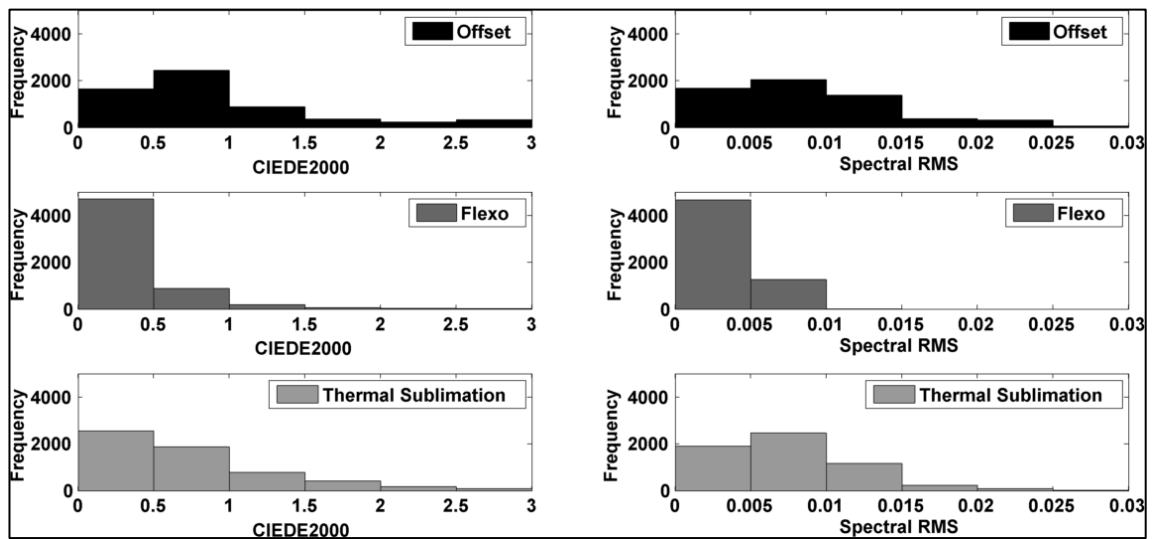 Frequency
4000
2000
0
Offset
0 0.5 1 1.5 2 2.5 3
CIEDE2000
Frequency
4000
2000
0
Offset
0 0.005 0.01 0.015 0.02 0.025 0.03
Spectral RMS
Frequency
4000
2000
0
Flexo
0 0.5 1 1.5 2 2.5 3
CIEDE2000
Frequency
4000
2000
0
Flexo
0 0.005 0.01 0.015 0.02 0.025 0.03
Spectral RMS
Frequency
4000
2000
0
Thermal Sublimation
0 0.5 1 1.5 2 2.5 3
CIEDE2000
Frequency
4000
2000
0
Thermal Sublimation
0 0.005 0.01 0.015 0.02 0.025 0.03
Spectral RMS